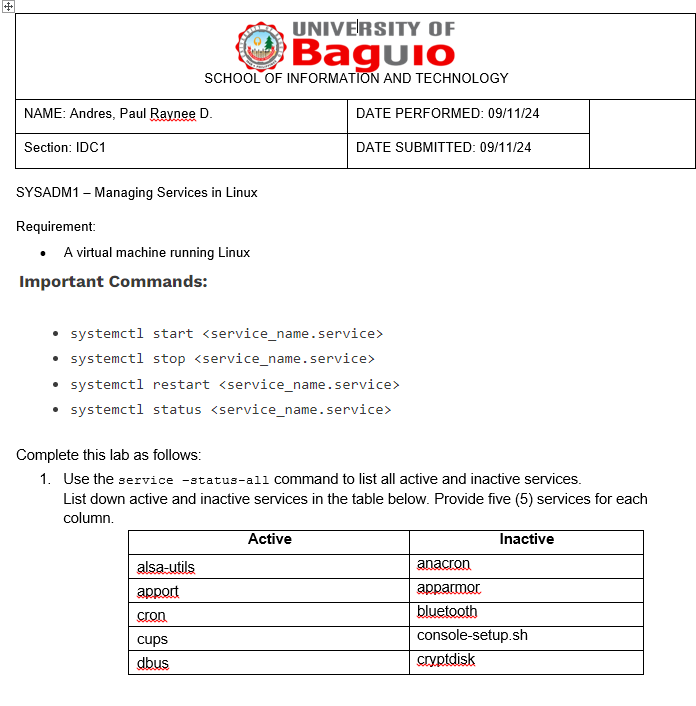 UNIVERSITY OF
Baguio
SCHOOL OF INFORMATION AND TECHNOLOGY
NAME: Andres, Paul Raynee D.
DATE PERFORMED: 09/11/24
Section: IDC1
DATE SUBMITTED: 09/11/24
SYSADM1 – Managing Services in Linux
Requirement:
• A virtual machine running Linux
Important Commands:
• systemctl start <service_name.service>
• systemctl stop <service_name.service>
• systemctl restart <service_name.service>
• systemctl status <service_name.service>
Complete this lab as follows:
1. Use the service –status-all command to list all active and inactive services.
List down active and inactive services in the table below. Provide five (5) services for each
column.
Active Inactive
alsa-utils anacron
apport apparmor
cron bluetooth
cups console-setup.sh
dbus cryptdisk